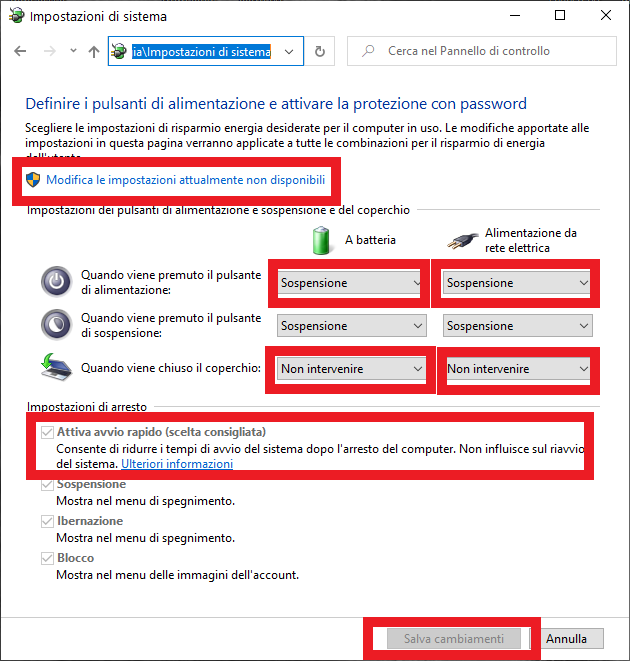 Impostazioni di sistema
ia\Impostazioni di sistema
Cerca nel Pannello di controllo
Definire i pulsanti di alimentazione e attivare la protezione con password
Scegliere le impostazioni di risparmio energia desiderate per il computer in uso. Le modifiche apportate alle
impostazioni in questa pagina verranno applicate a tutte le combinazioni per il risparmio di energia
dell'utente.
Modifica le impostazioni attualmente non disponibili
Impostazioni dei pulsanti di alimentazione e sospensione e del coperchio
A batteria
Alimentazione da
rete elettrica
Quando viene premuto il pulsante
di alimentazione:
Sospensione
Sospensione
Quando viene premuto il pulsante
di sospensione:
Sospensione
Sospensione
Quando viene chiuso il coperchio:
Non intervenire
Non intervenire
Impostazioni di arresto
Attiva avvio rapido (scelta consigliata)
Consente di ridurre i tempi di avvio del sistema dopo l'arresto del computer. Non influisce sul riavvio
del sistema. Ulteriori informazioni
Sospensione
Mostra nel menu di spegnimento.
Ibernazione
Mostra nel menu di spegnimento.
Blocco
Mostra nel menu delle immagini dell'account.
Salva cambiamenti
Annulla